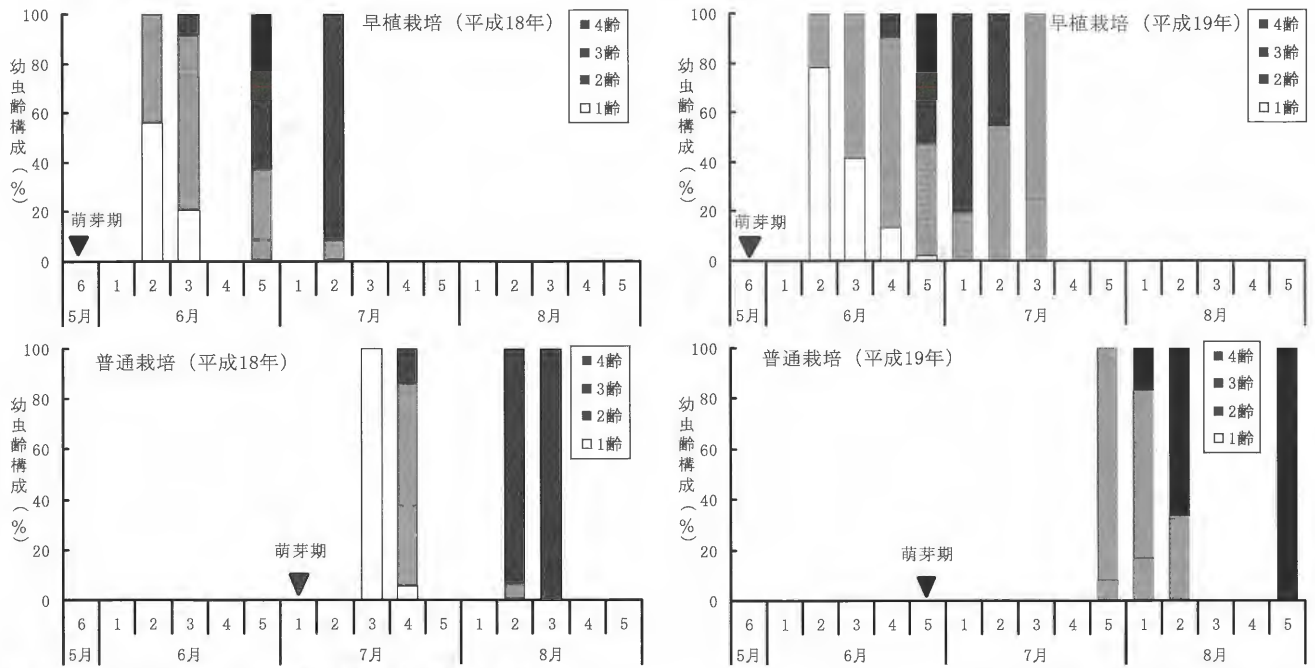 早植栽培（平成18年）
■ 4齢
■ 3齢
■ 2齢
□ 1齢
幼虫齢構成（%）
100
80
60
40
20
0
萌芽期
6 1 2 3 4 5 1 2 3 4 5 1 2 3 4 5
5月 6月 7月 8月
早植栽培（平成19年）
■ 4齢
■ 3齢
■ 2齢
□ 1齢
幼虫齢構成（%）
100
80
60
40
20
0
萌芽期
6 1 2 3 4 5 1 2 3 4 5 1 2 3 4 5
5月 6月 7月 8月
普通栽培（平成18年）
■ 4齢
■ 3齢
■ 2齢
□ 1齢
幼虫齢構成（%）
100
80
60
40
20
0
萌芽期
6 1 2 3 4 5 1 2 3 4 5 1 2 3 4 5
5月 6月 7月 8月
普通栽培（平成19年）
■ 4齢
■ 3齢
■ 2齢
□ 1齢
幼虫齢構成（%）
100
80
60
40
20
0
萌芽期
6 1 2 3 4 5 1 2 3 4 5 1 2 3 4 5
5月 6月 7月 8月